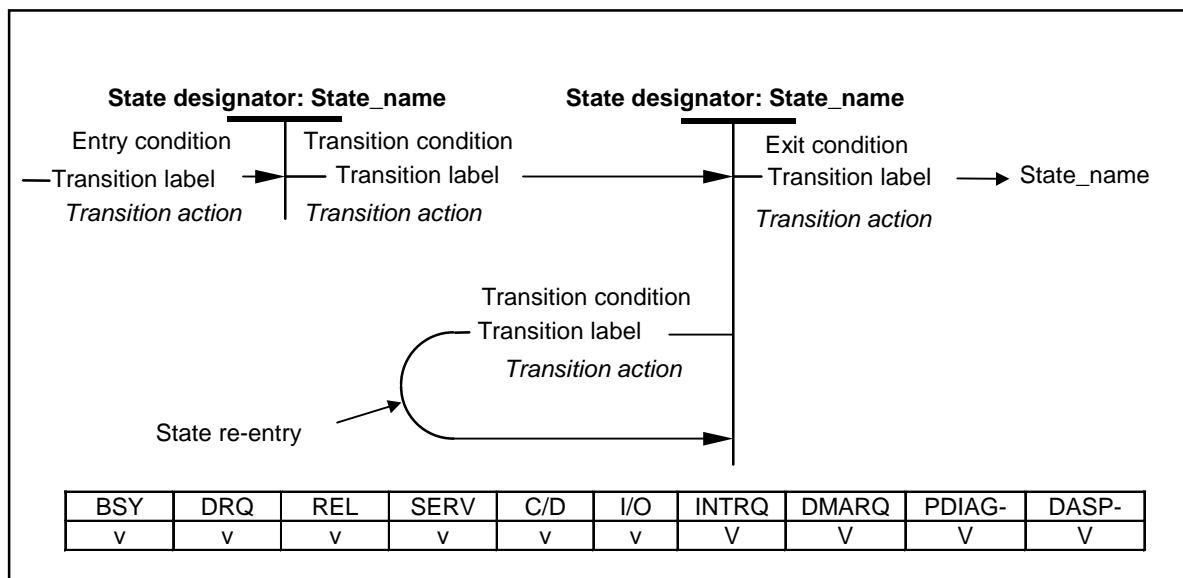 State designator: State_name State designator: State_name
Entry condition Transition condition Exit condition
Transition label Transition label Transition label State_name
Transition action Transition action Transition action
Transition condition
Transition label
Transition action
State re-entry
BSY DRQ REL SERV C/D I/O INTRQ DMARQ PDIAG- DASP-
v v v v v v V V V V